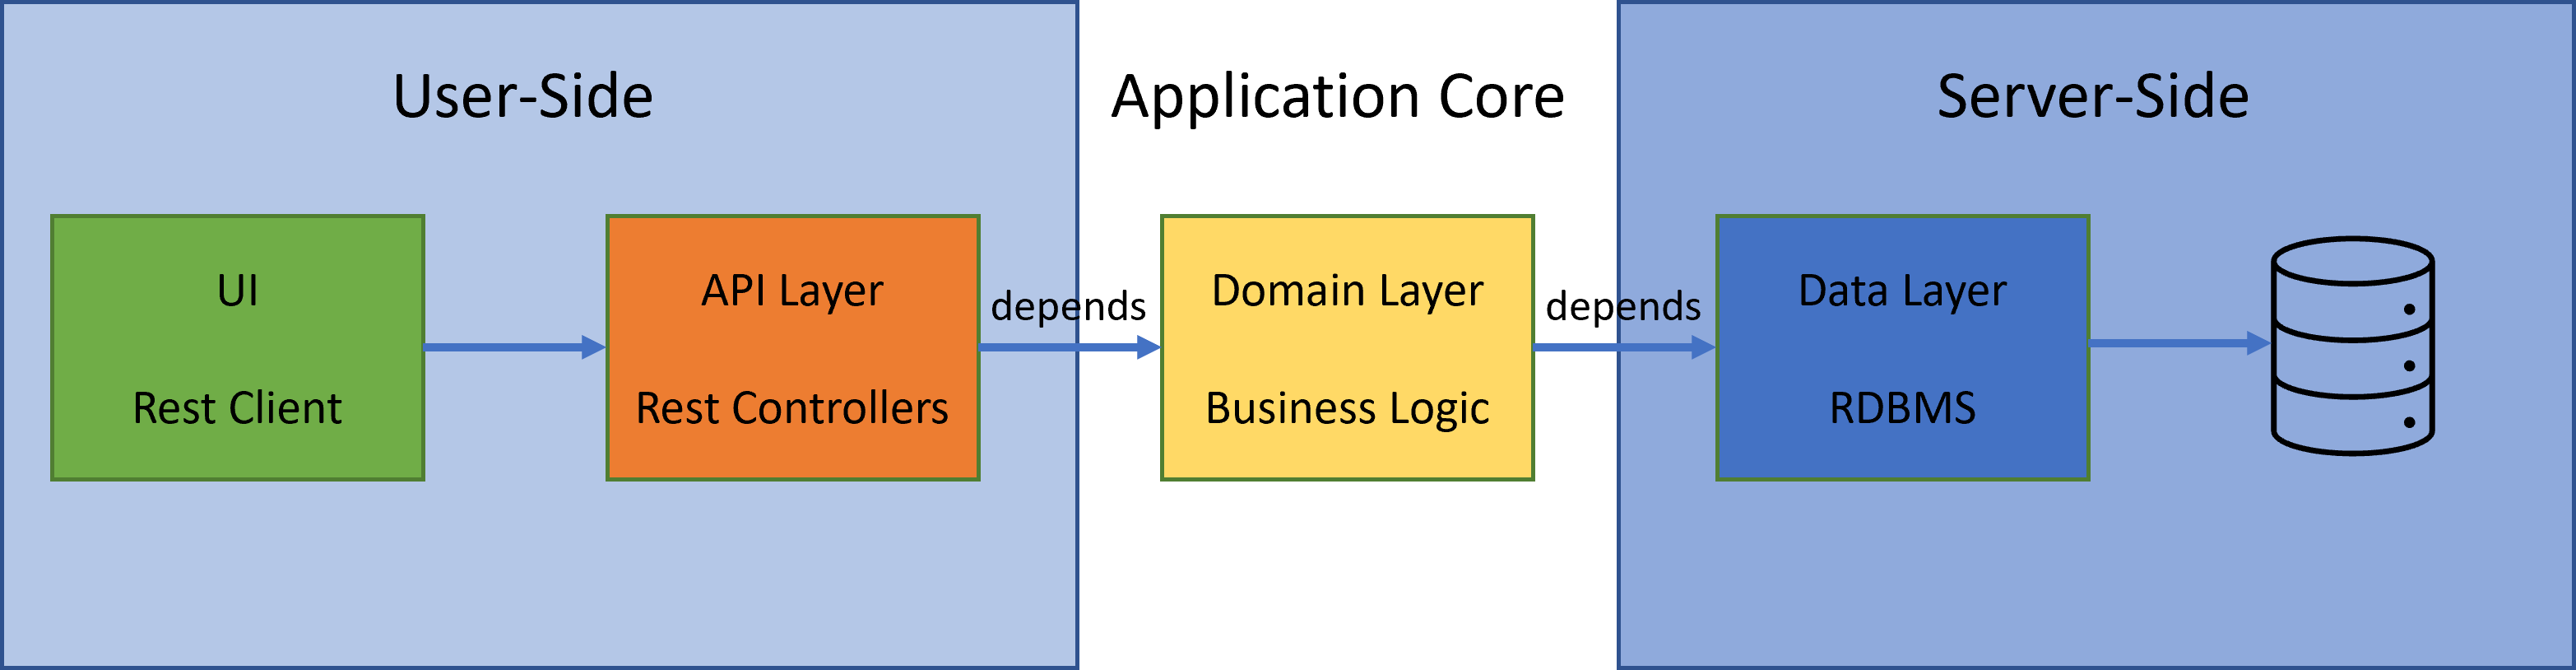 User-Side
Application Core
Server-Side
UI
Rest Client
API Layer
Rest Controllers
depends
Domain Layer
Business Logic
depends
Data Layer
RDBMS